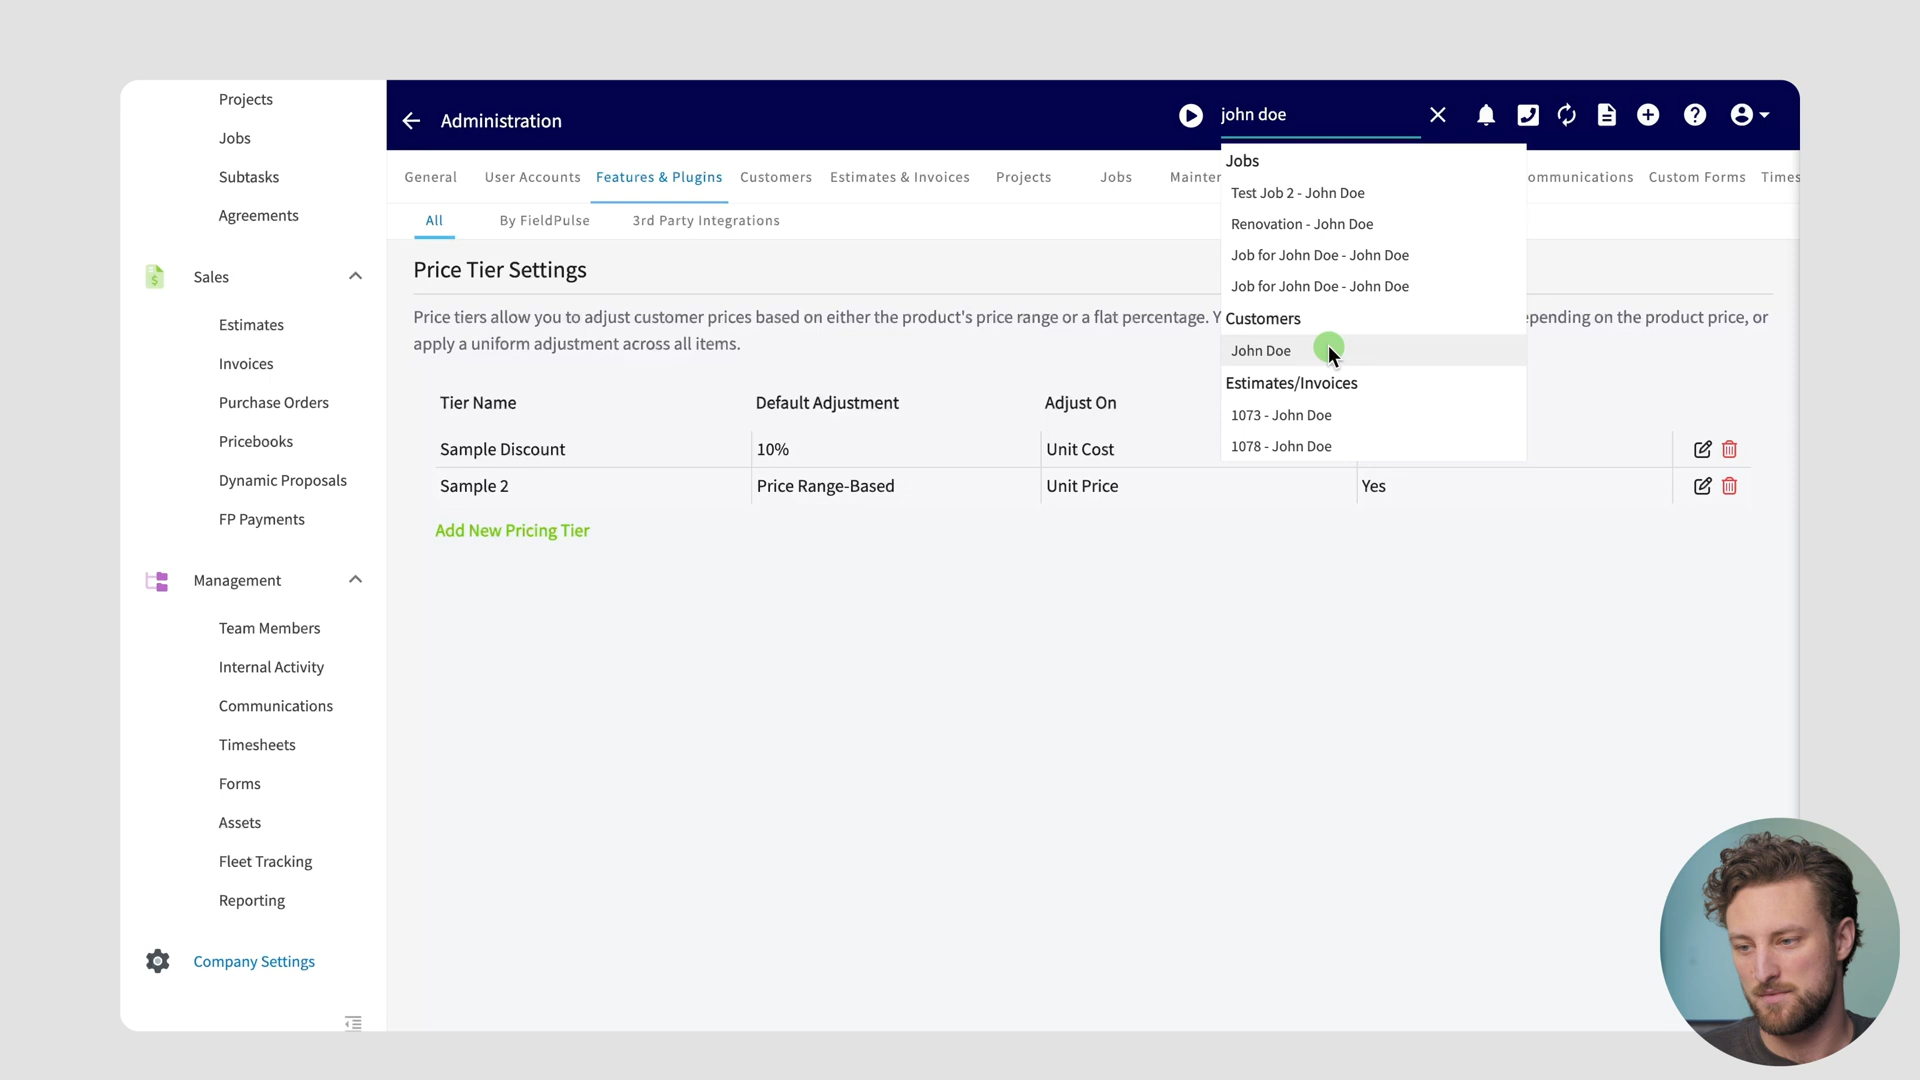 Projects
Jobs
Subtasks
Agreements
Sales
Estimates
Invoices
Purchase Orders
Pricebooks
Dynamic Proposals
FP Payments
Management
Team Members
Internal Activity
Communications
Timesheets
Forms
Assets
Fleet Tracking
Reporting
Company Settings
Administration
john doe
General User Accounts Features & Plugins Customers Estimates & Invoices Projects Jobs Mainter ommunications Custom Forms Times
All By FieldPulse 3rd Party Integrations
Jobs
Test Job 2 - John Doe
Renovation - John Doe
Job for John Doe - John Doe
Job for John Doe - John Doe
Customers
John Doe
Estimates/Invoices
1073 - John Doe
1078 - John Doe
Price Tier Settings
Price tiers allow you to adjust customer prices based on either the product's price range or a flat percentage. Y epending on the product price, or
apply a uniform adjustment across all items.
Tier Name Default Adjustment Adjust On
Sample Discount 10% Unit Cost
Sample 2 Price Range-Based Unit Price Yes
Add New Pricing Tier